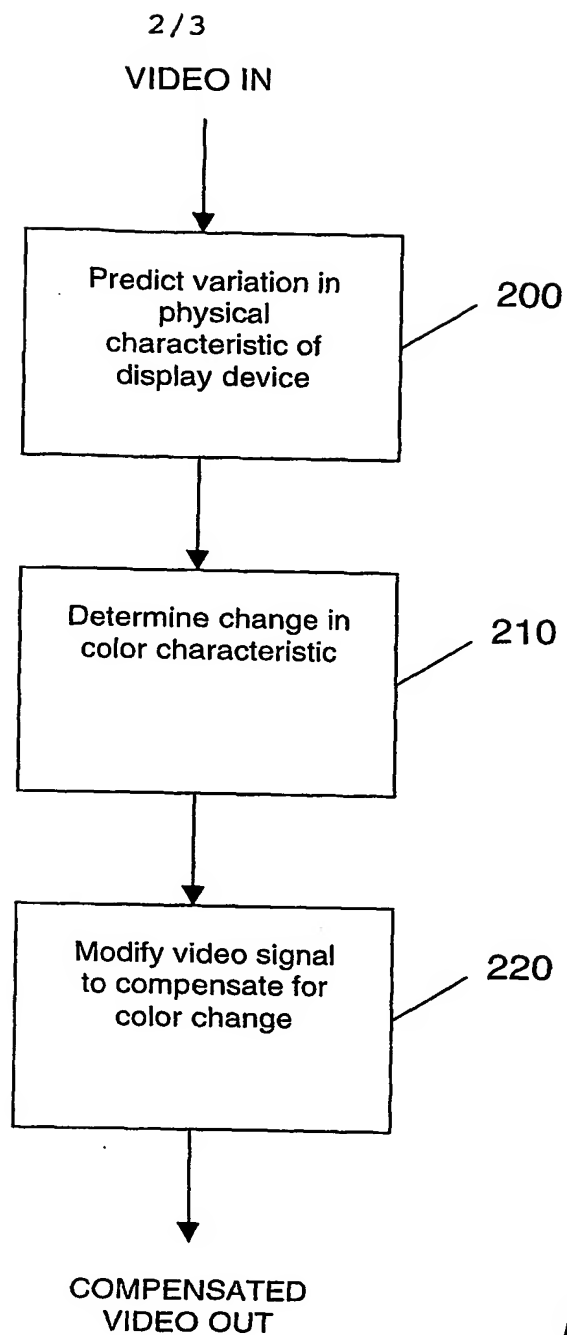 2/3
VIDEO IN
Predict variation in
physical
characteristic of
display device
200
Determine change in
color characteristic
210
Modify video signal
to compensate for
color change
220
COMPENSATED
VIDEO OUT